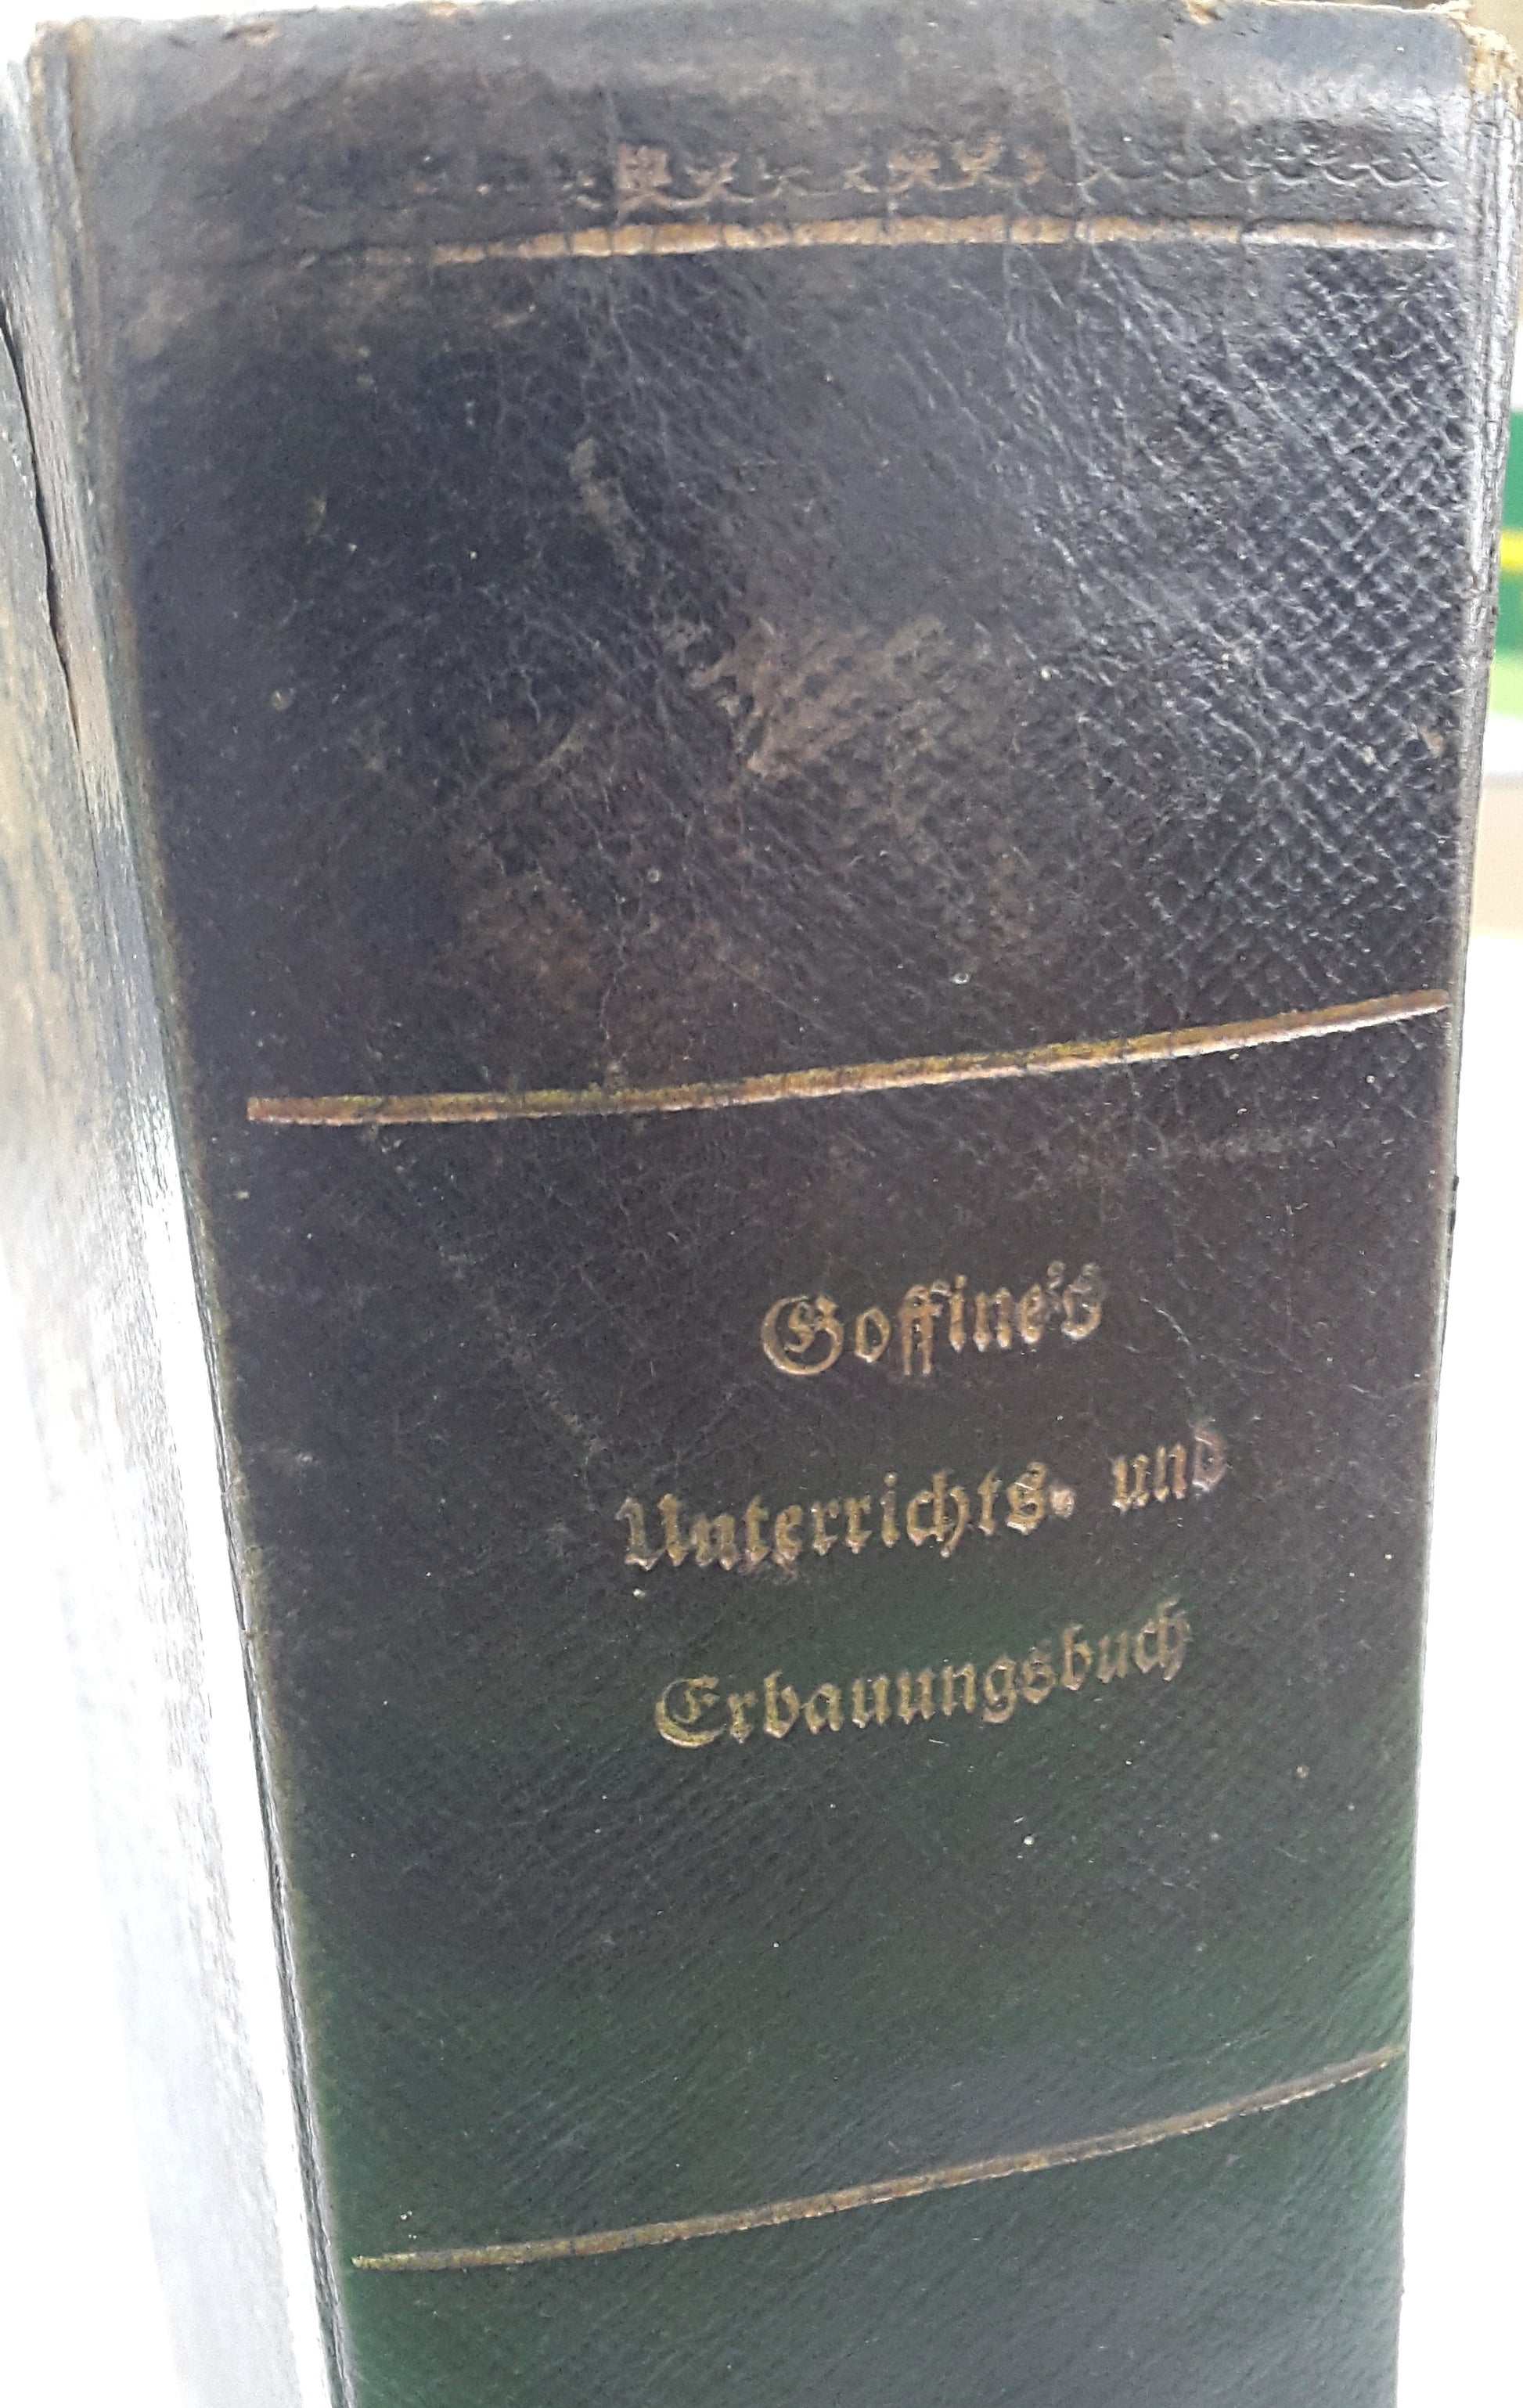 Goffine's
Unterrichts- und
Erbauungsbuch